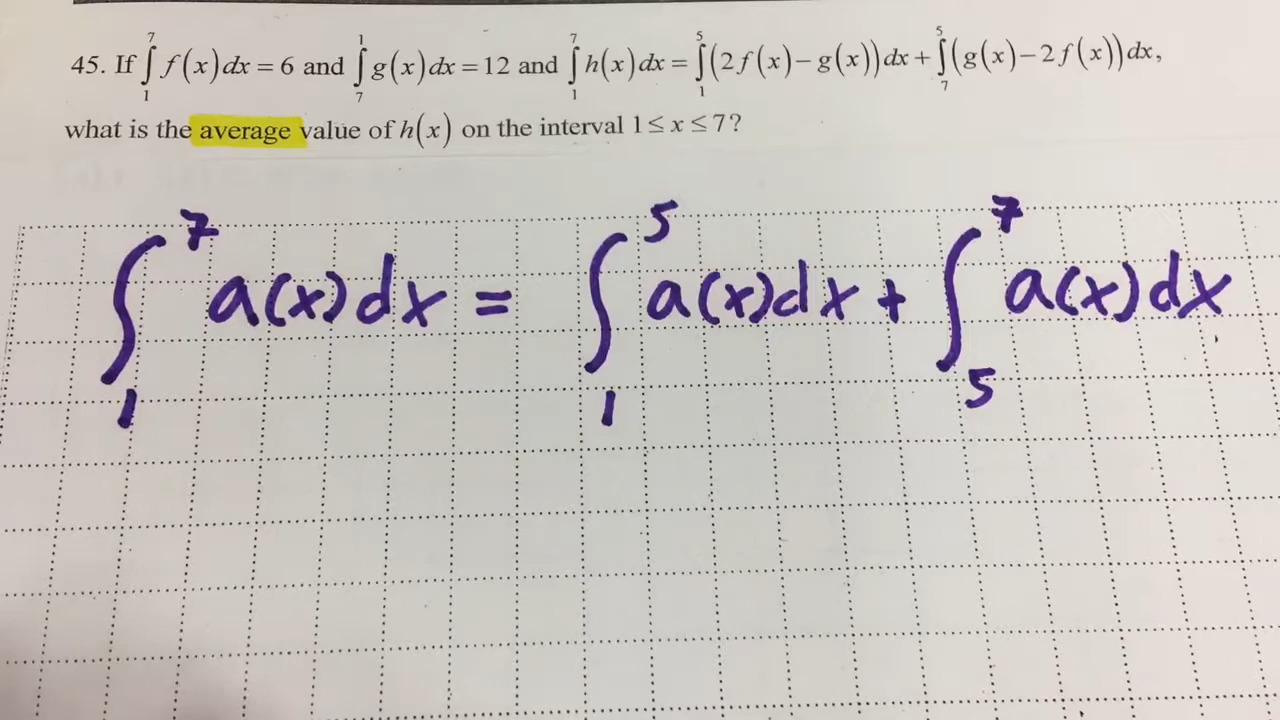 45. If ∫₁⁷ f(x)dx = 6 and ∫₇¹ g(x)dx = 12 and ∫₁⁷ h(x)dx = ∫₁⁵ (2f(x) − g(x))dx + ∫₇⁵ (g(x) − 2f(x))dx,
what is the average value of h(x) on the interval 1 ≤ x ≤ 7?
∫₁⁷ a(x)dx = ∫₁⁵ a(x)dx + ∫₅⁷ a(x)dx